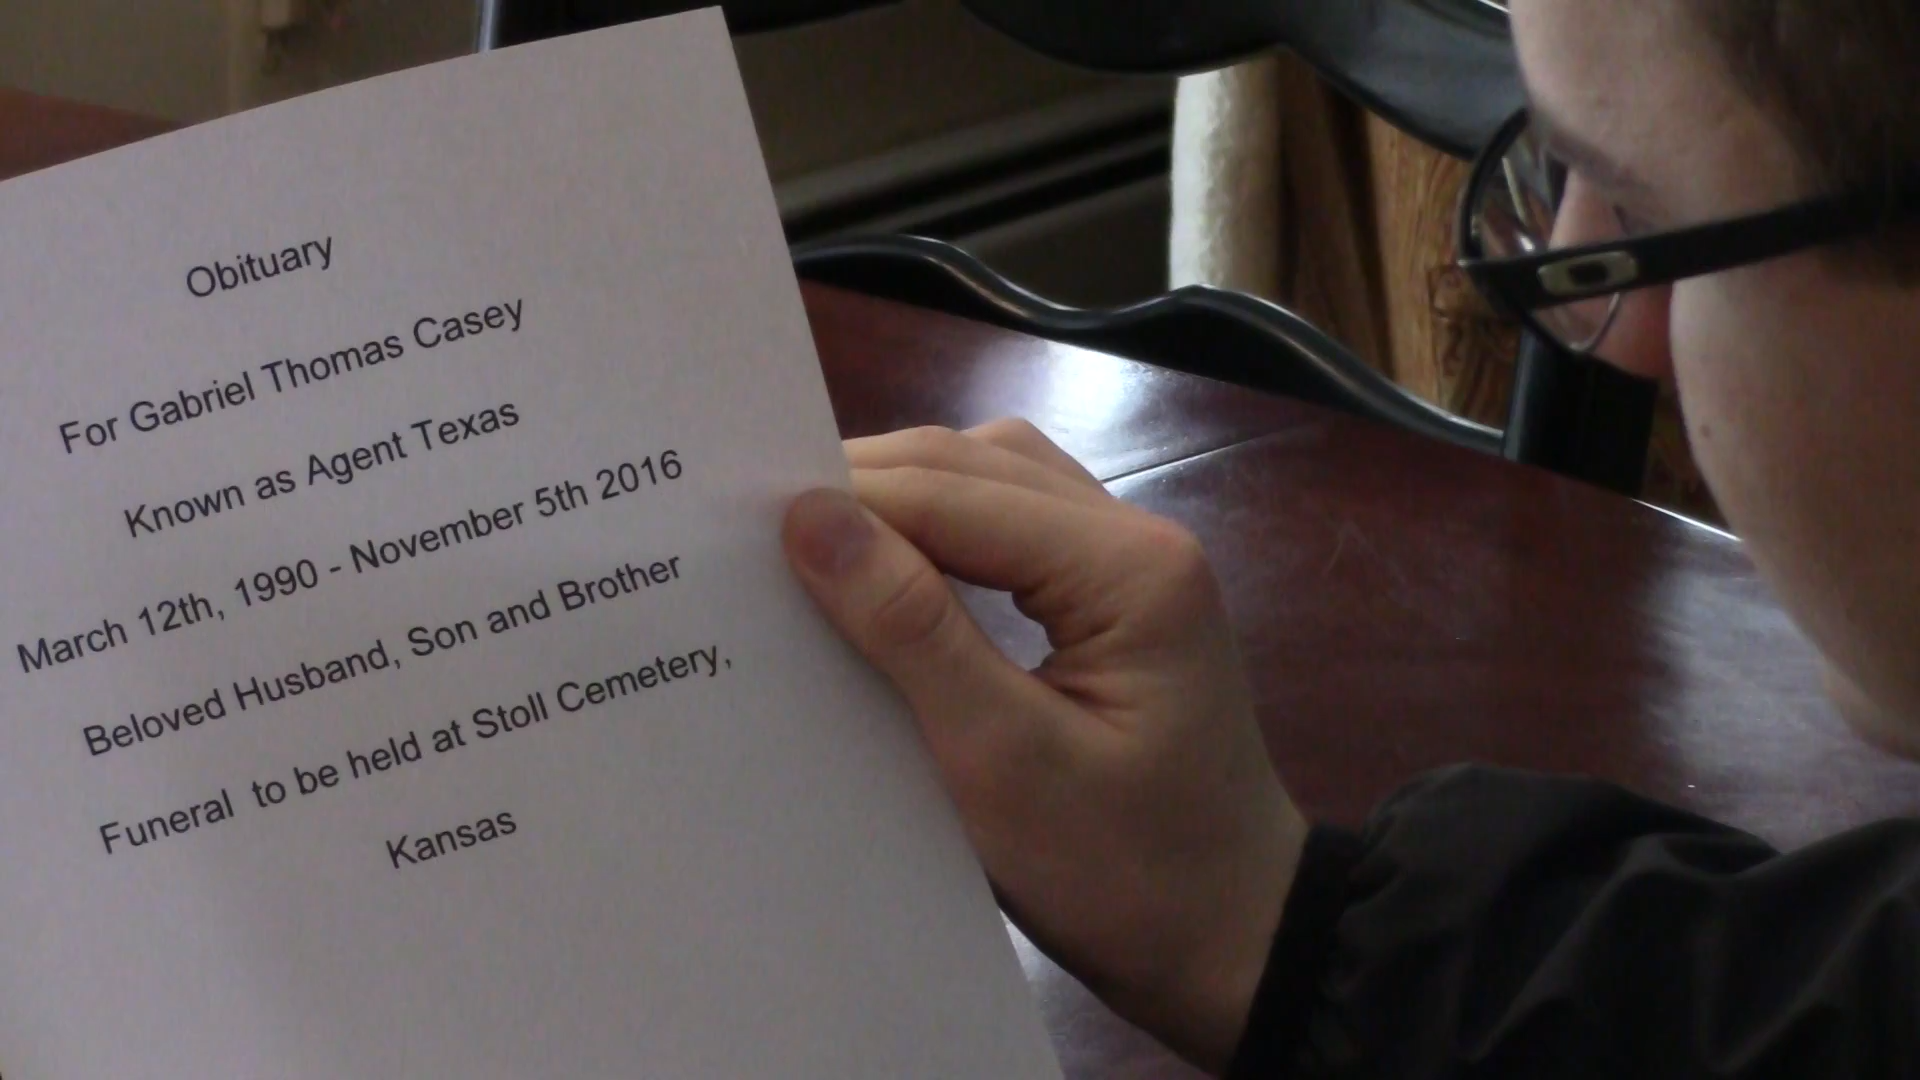 Obituary
For Gabriel Thomas Casey
Known as Agent Texas
March 12th, 1990 - November 5th 2016
Beloved Husband, Son and Brother
Funeral to be held at Stoll Cemetery,
Kansas